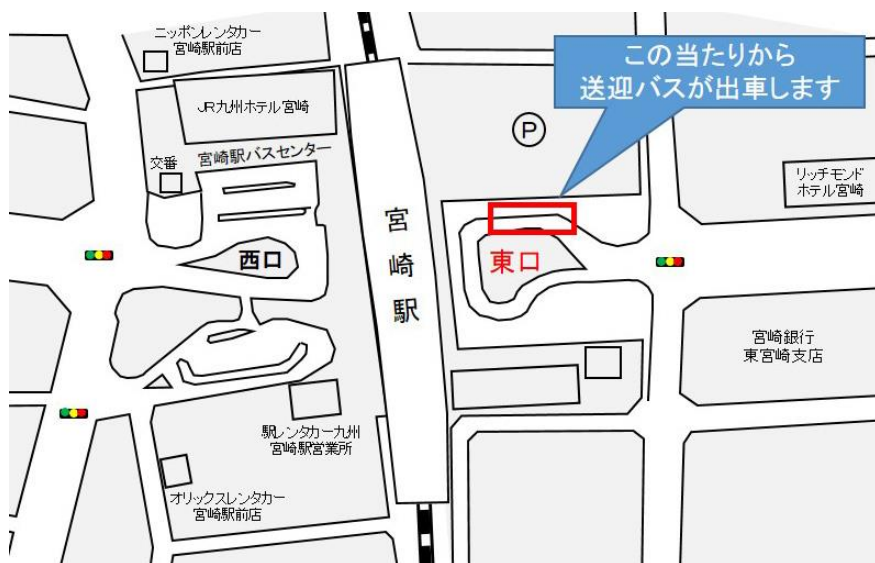 ニッポンレンタカー
宮崎駅前店
この当たりから
送迎バスが出車します
JR九州ホテル宮崎
P
交番
宮崎駅バスセンター
リッチモンド
ホテル宮崎
宮崎駅
西口
東口
宮崎銀行
東宮崎支店
駅レンタカー九州
宮崎駅営業所
オリックスレンタカー
宮崎駅前店